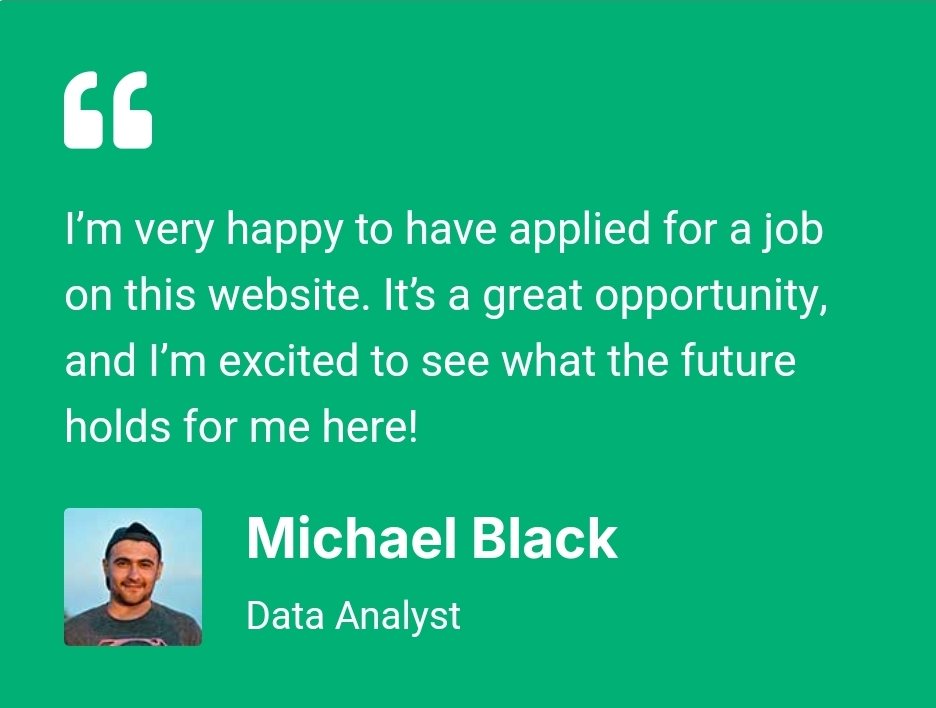 “
I’m very happy to have applied for a job
on this website. It’s a great opportunity,
and I’m excited to see what the future
holds for me here!
Michael Black
Data Analyst